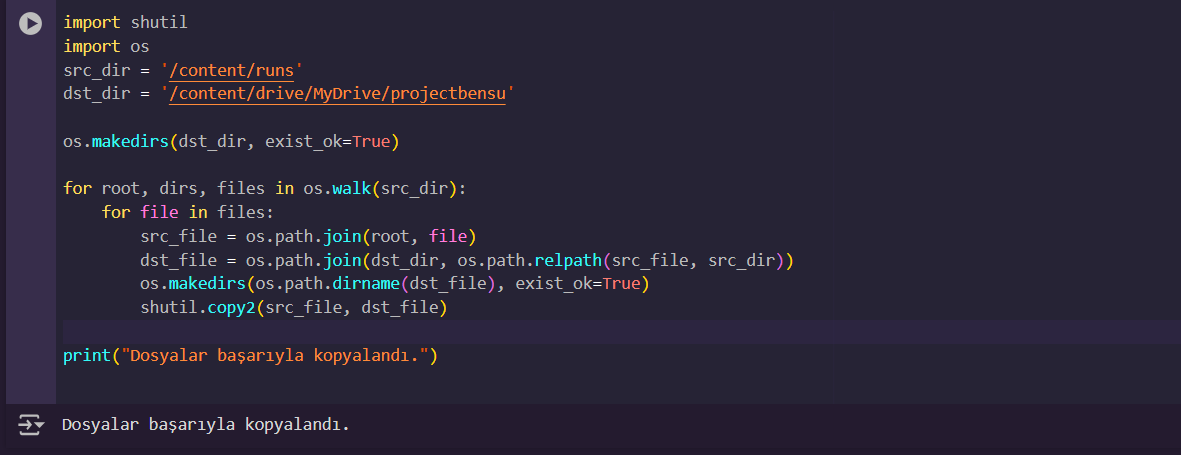 import shutil
import os
src_dir = '/content/runs'
dst_dir = '/content/drive/MyDrive/projectbensu'
os.makedirs(dst_dir, exist_ok=True)
for root, dirs, files in os.walk(src_dir):
    for file in files:
        src_file = os.path.join(root, file)
        dst_file = os.path.join(dst_dir, os.path.relpath(src_file, src_dir))
        os.makedirs(os.path.dirname(dst_file), exist_ok=True)
        shutil.copy2(src_file, dst_file)
print("Dosyalar başarıyla kopyalandı.")
Dosyalar başarıyla kopyalandı.